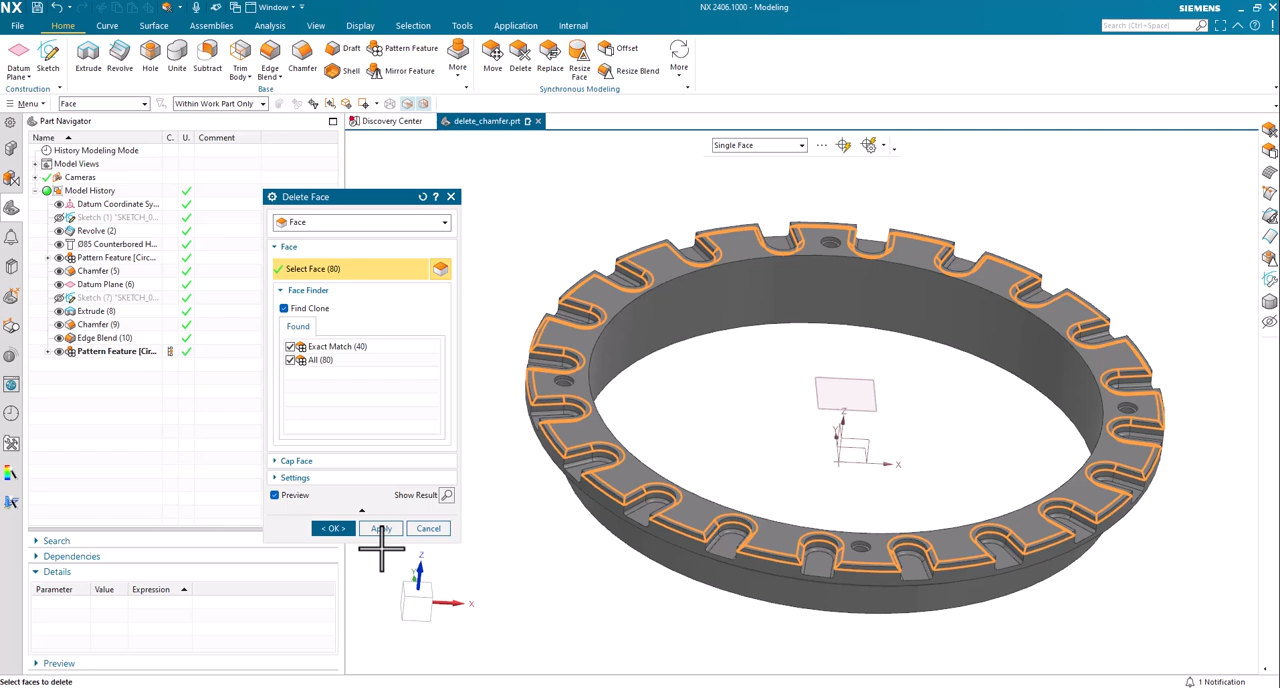 NX
Window
NX 2406.1000 - Modeling
SIEMENS
File
Home
Curve
Surface
Assemblies
Analysis
View
Display
Selection
Tools
Application
Internal
Search (Ctrl+Space)
Datum Plane
Sketch
Extrude
Revolve
Hole
Unite
Subtract
Trim Body
Edge Blend
Chamfer
Draft
Shell
Pattern Feature
Mirror Feature
More
Move
Delete
Replace
Resize Face
Offset
Resize Blend
More
Construction
Base
Synchronous Modeling
Menu
Face
Within Work Part Only
Part Navigator
Discovery Center
delete_chamfer.prt
Name
C.
U.
Comment
Single Face
History Modeling Mode
Model Views
Cameras
Model History
Datum Coordinate Sy...
Sketch (1) "SKETCH_0...
Revolve (2)
Ø85 Counterbored H...
Pattern Feature [Circ...
Chamfer (5)
Datum Plane (6)
Sketch (7) "SKETCH_0...
Extrude (8)
Chamfer (9)
Edge Blend (10)
Pattern Feature [Cir...
Delete Face
Face
Face
Select Face (80)
Face Finder
Find Clone
Found
Exact Match (40)
All (80)
Cap Face
Settings
Preview
Show Result
< OK >
Apply
Cancel
Z
Y
X
Z
Y
X
Search
Dependencies
Details
Parameter
Value
Expression
Preview
Select faces to delete
1 Notification